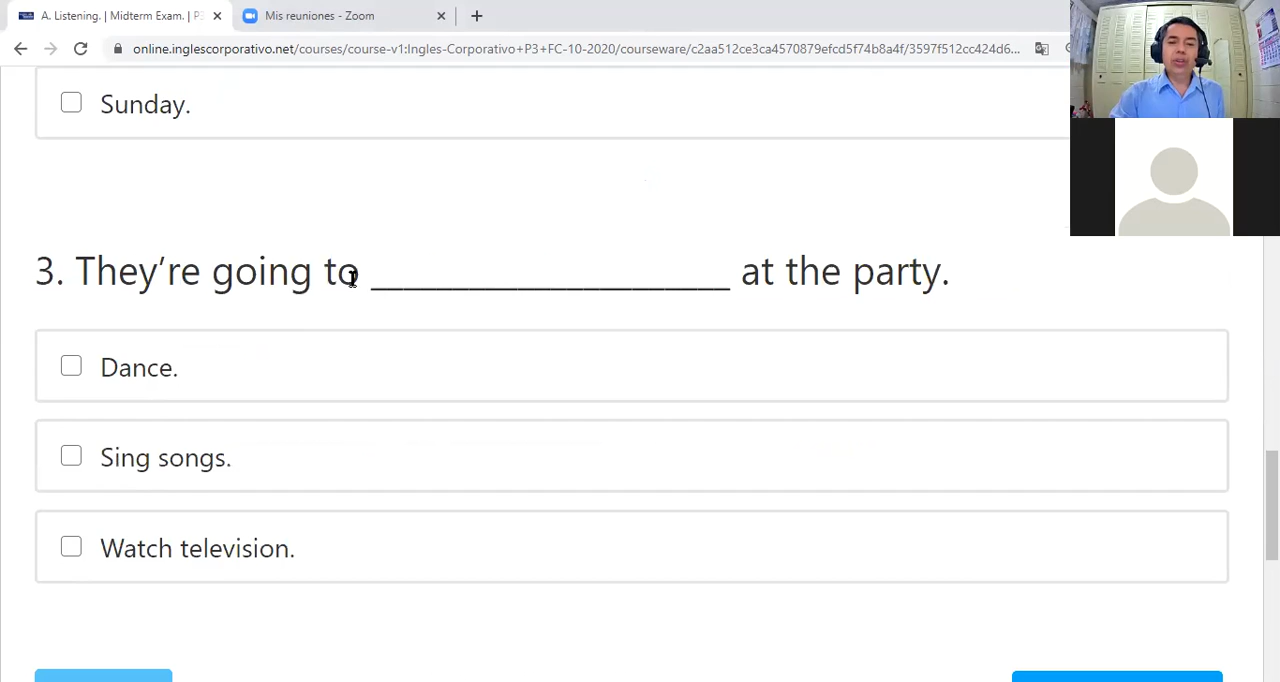 A. Listening. | Midterm Exam. | P3
Mis reuniones - Zoom
online.inglescorporativo.net/courses/course-v1:Ingles-Corporativo+P3+FC-10-2020/courseware/c2aa512ce3ca4570879efcd5f74b8a4f/3597f512cc424d6...
Sunday.
3. They’re going to ____________________ at the party.
Dance.
Sing songs.
Watch television.